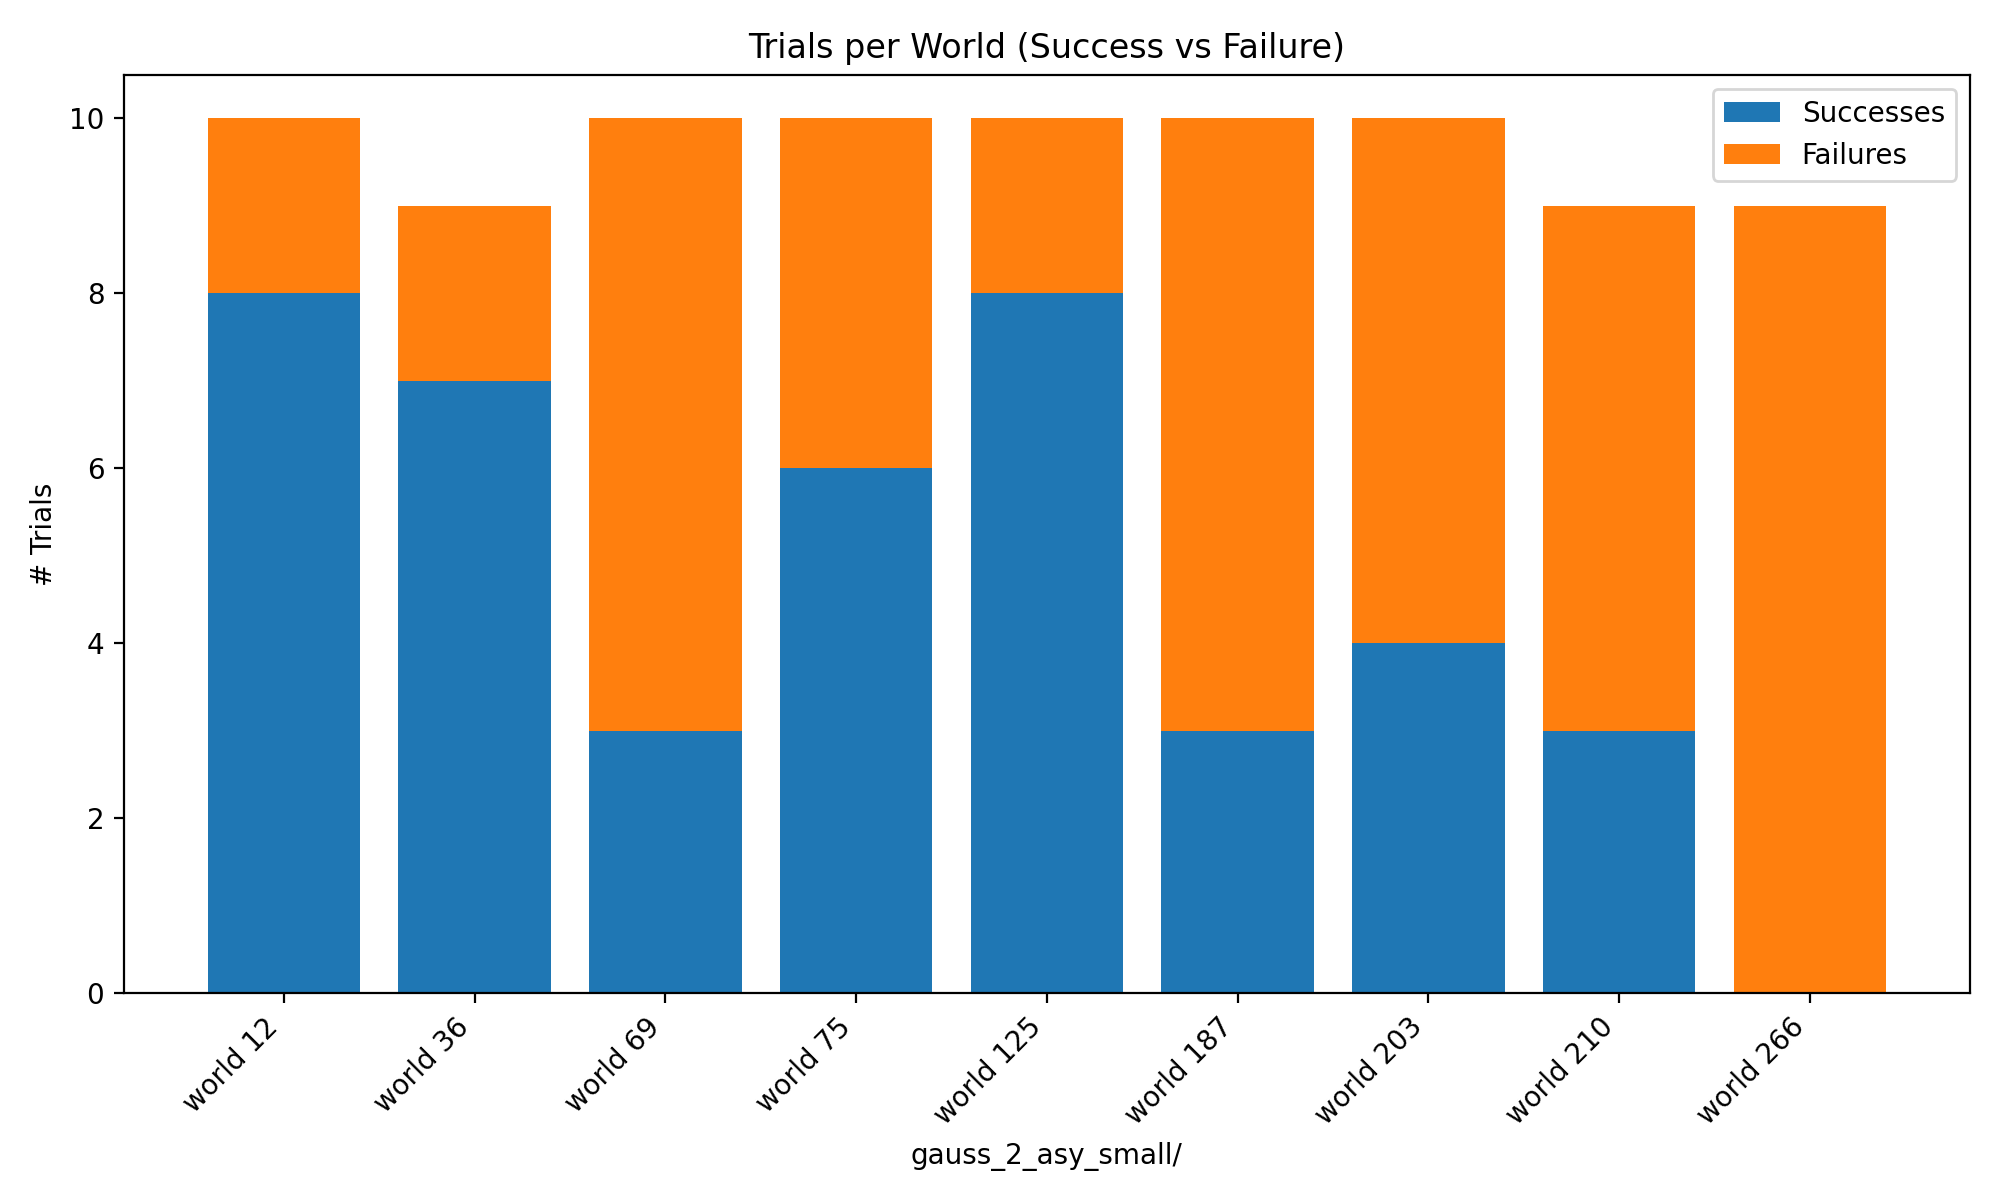 Trials per World (Success vs Failure)
Successes
Failures
# Trials
10
8
6
4
2
0
world 12
world 36
world 69
world 75
world 125
world 187
world 203
world 210
world 266
gauss_2_asy_small/